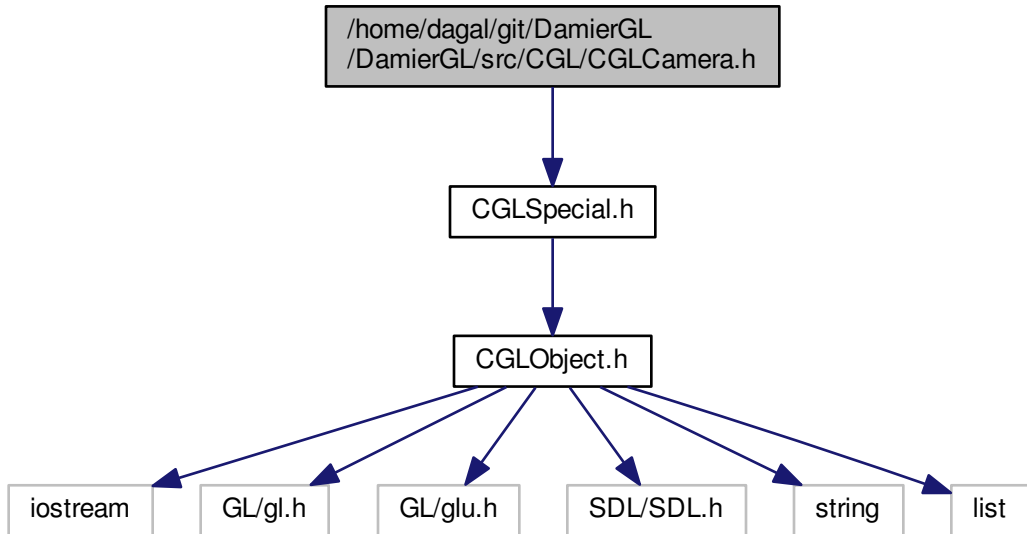 /home/dagal/git/DamierGL
/DamierGL/src/CGL/CGLCamera.h
CGLSpecial.h
CGLObject.h
iostream
GL/gl.h
GL/glu.h
SDL/SDL.h
string
list